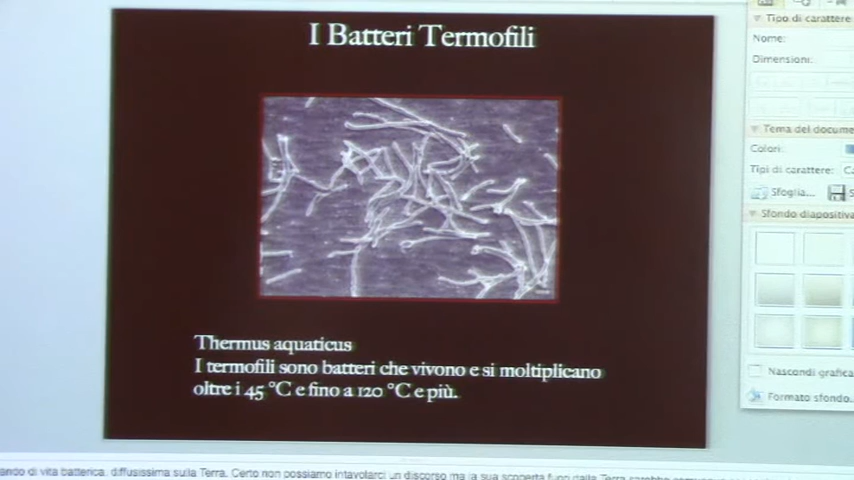 I Batteri Termofili
Thermus aquaticus
I termofili sono batteri che vivono e si moltiplicano
oltre i 45 °C e fino a 120 °C e più.
Tipo di carattere
Nome:
Dimensioni:
Tema del docume
Colori:
Tipi di carattere:
Sfoglia...
Sfondo diapositiva
Nascondi grafica
Formato sfondo..
ando di vita batterica, diffusissima sulla Terra. Certo non possiamo intavolarci un discorso ma la sua scoperta fuori dalla Terra sarebbe